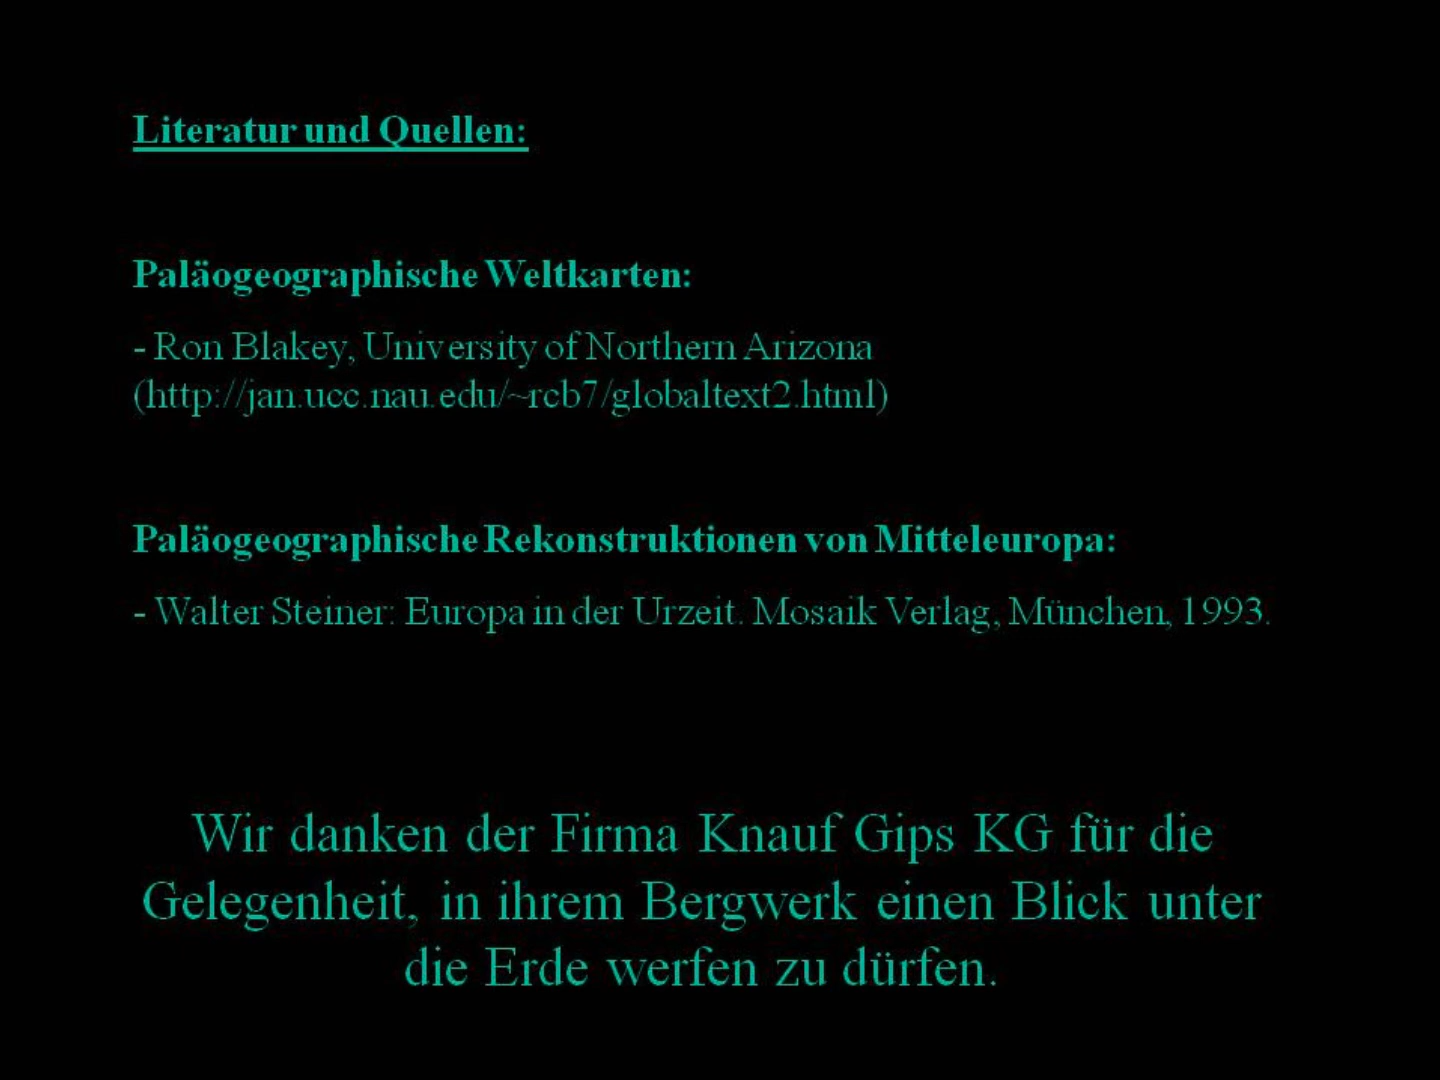 Literatur und Quellen:
Paläogeographische Weltkarten:
- Ron Blakey, University of Northern Arizona
(http://jan.ucc.nau.edu/~rcb7/globaltext2.html)
Paläogeographische Rekonstruktionen von Mitteleuropa:
- Walter Steiner: Europa in der Urzeit. Mosaik Verlag, München, 1993.
Wir danken der Firma Knauf Gips KG für die
Gelegenheit, in ihrem Bergwerk einen Blick unter
die Erde werfen zu dürfen.